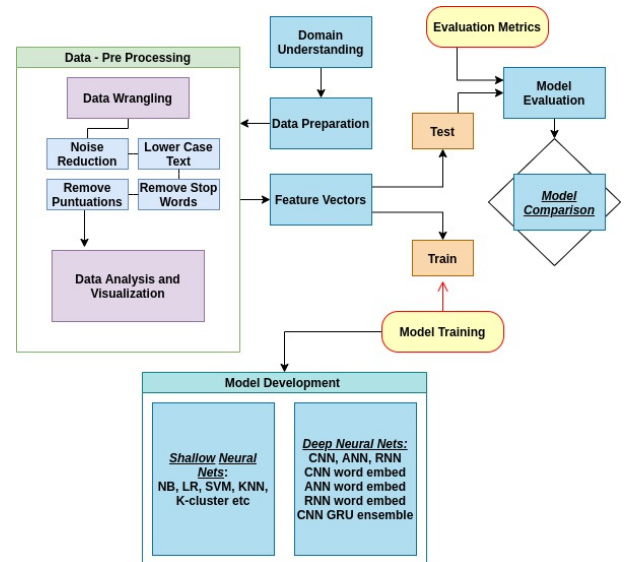 Data - Pre Processing
Data Wrangling
Noise
Reduction
Lower Case
Text
Remove
Puntuations
Remove Stop
Words
Data Analysis and
Visualization
Domain
Understanding
Data Preparation
Feature Vectors
Evaluation Metrics
Test
Train
Model
Evaluation
Model
Comparison
Model Training
Model Development
Shallow Neural
Nets:
NB, LR, SVM, KNN,
K-cluster etc
Deep Neural Nets:
CNN, ANN, RNN
CNN word embed
ANN word embed
RNN word embed
CNN GRU ensemble